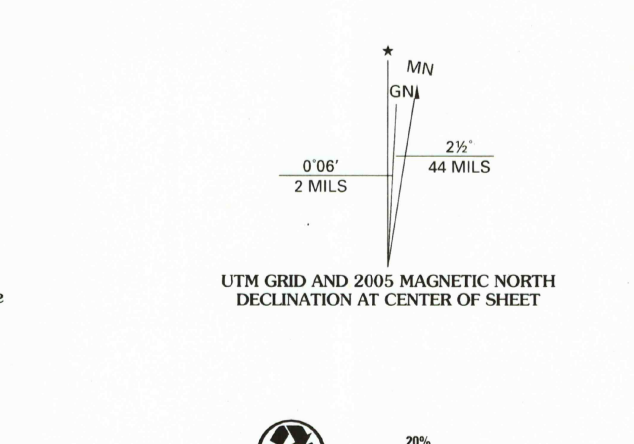 ★
MN
GN
2½°
44 MILS
0°06′
2 MILS
UTM GRID AND 2005 MAGNETIC NORTH
DECLINATION AT CENTER OF SHEET
20%